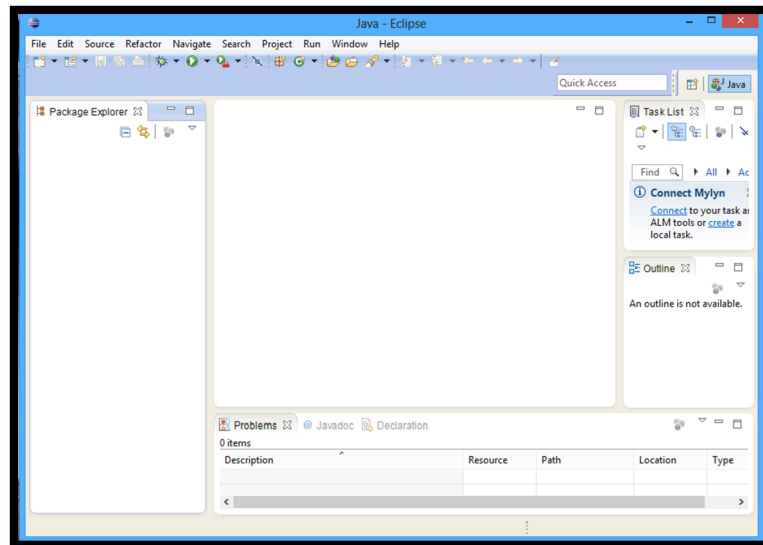 Java - Eclipse
File Edit Source Refactor Navigate Search Project Run Window Help
Quick Access
Java
Package Explorer
Task List
Find All Ac
Connect Mylyn
Connect to your task a
ALM tools or create a
local task.
Outline
An outline is not available.
Problems @ Javadoc Declaration
0 items
Description Resource Path Location Type